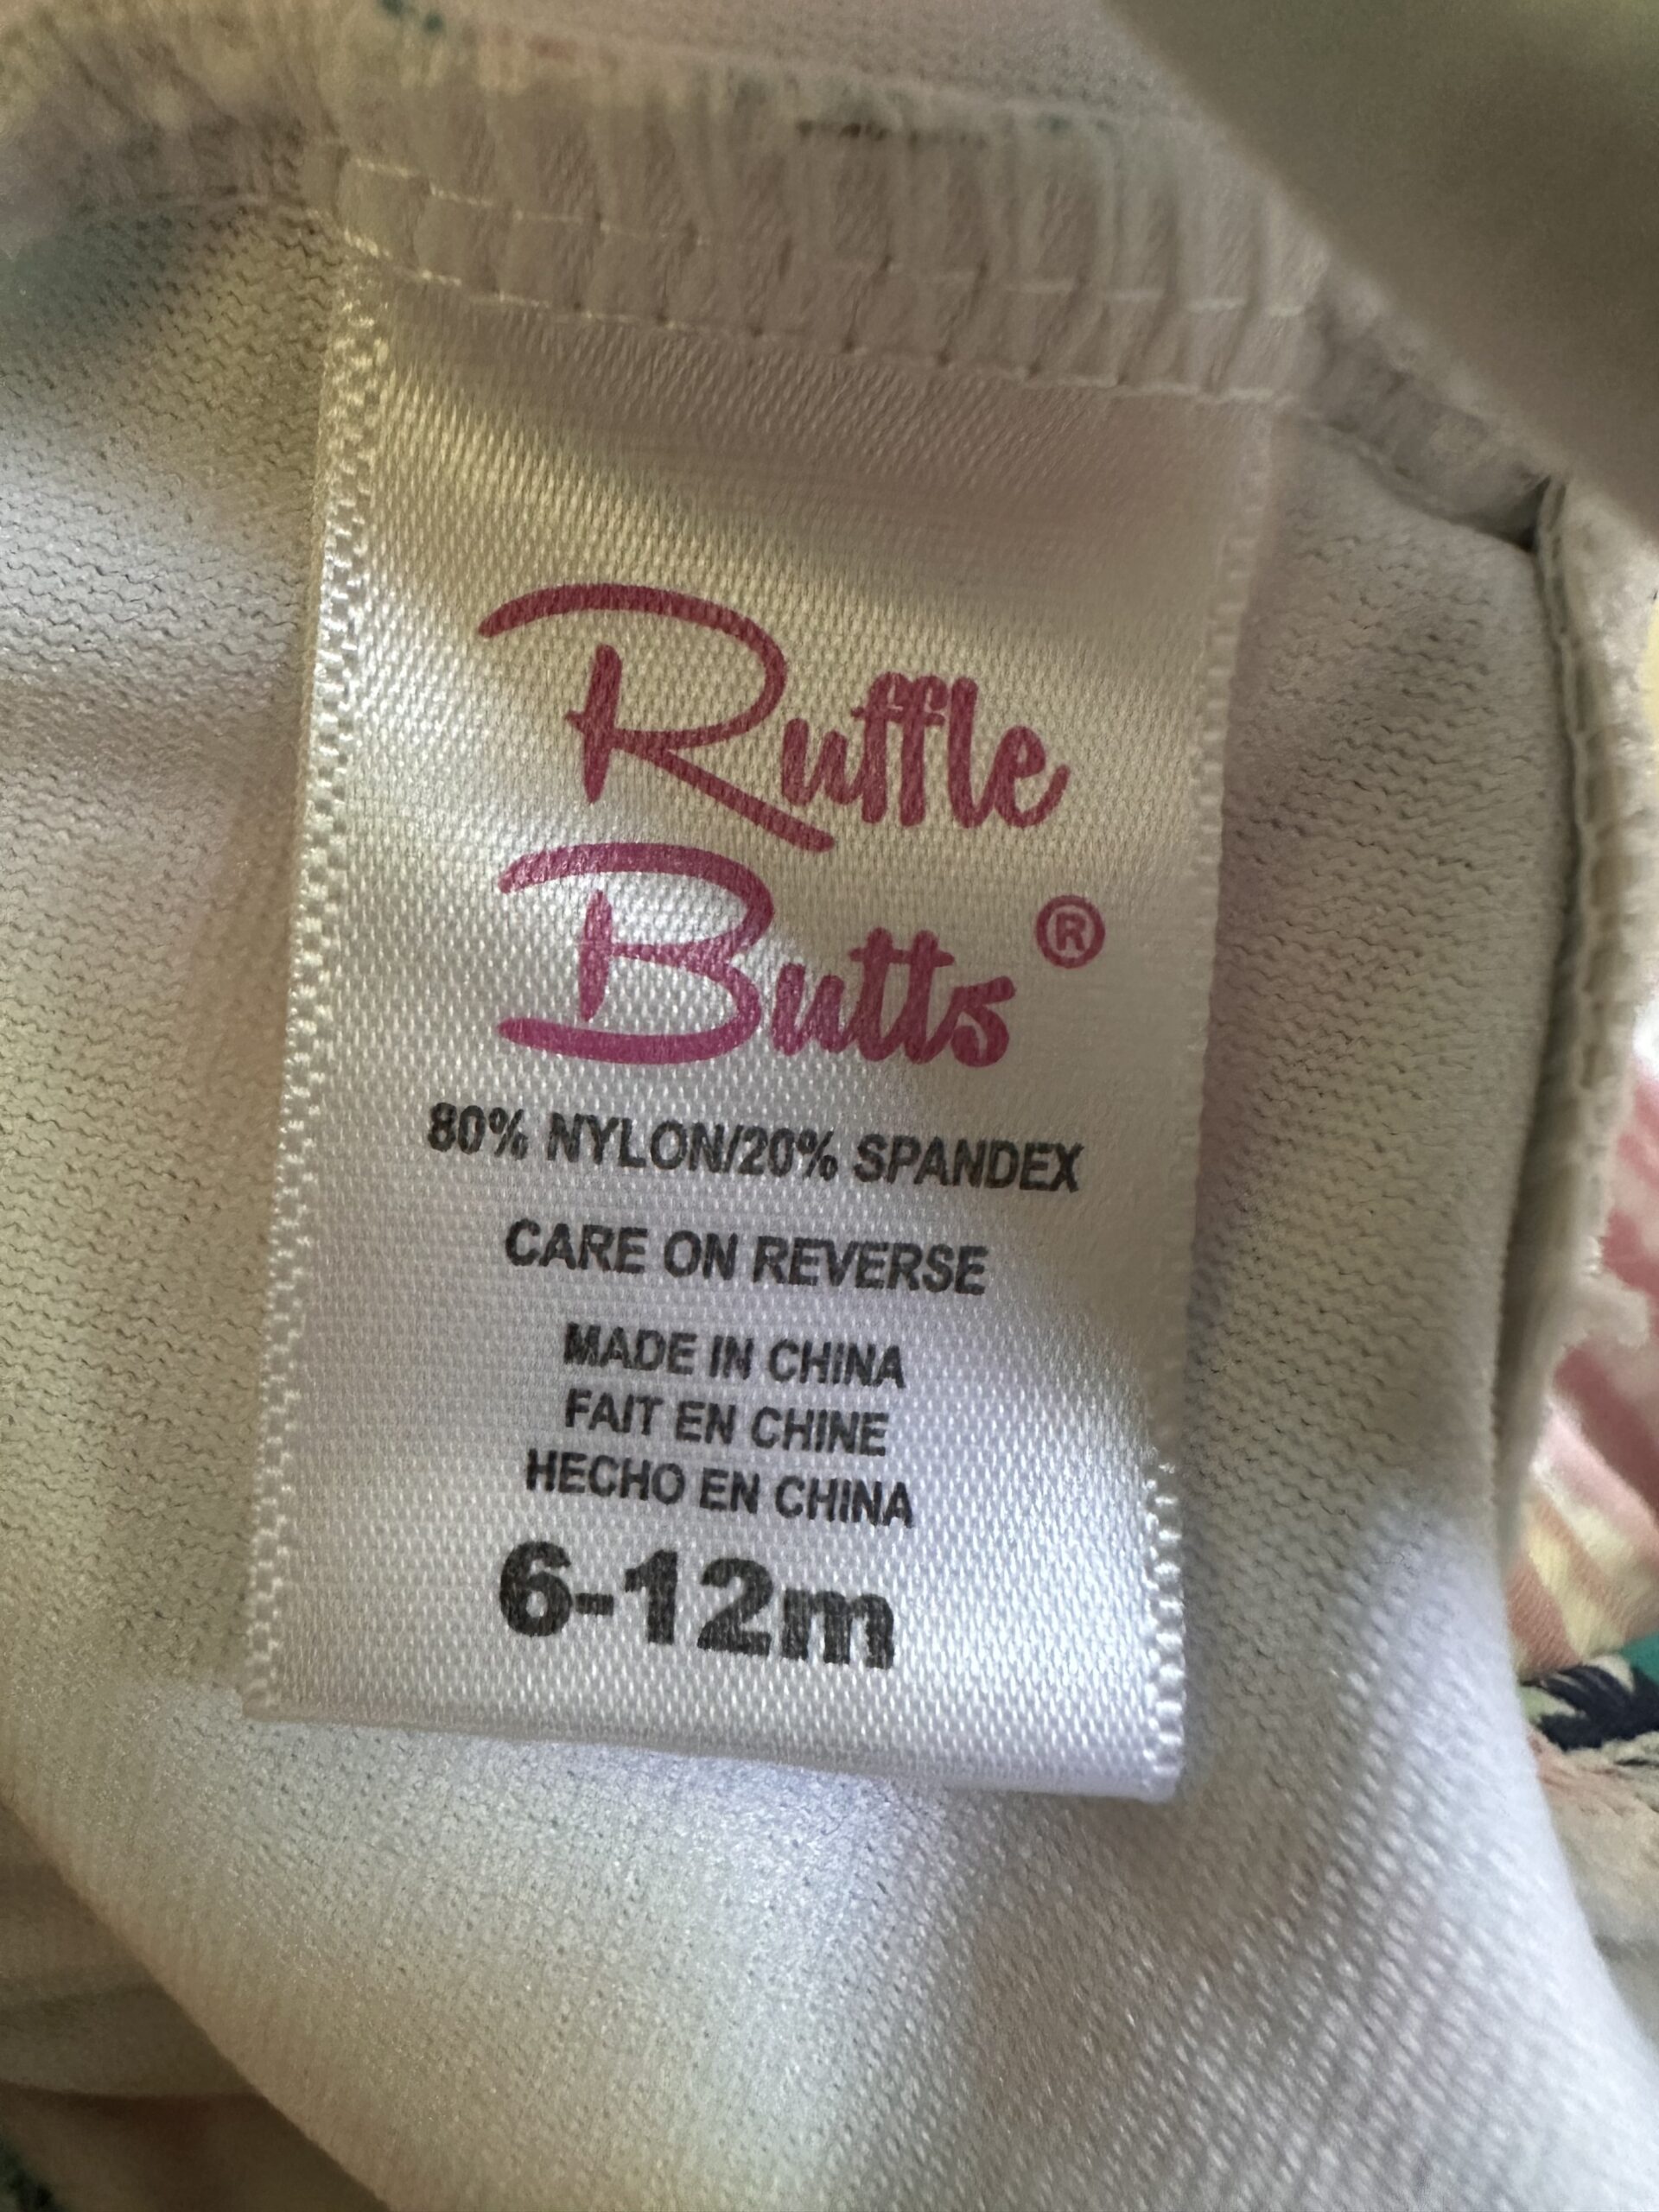 Ruffle
Butts®
80% NYLON/20% SPANDEX
CARE ON REVERSE
MADE IN CHINA
FAIT EN CHINE
HECHO EN CHINA
6-12m